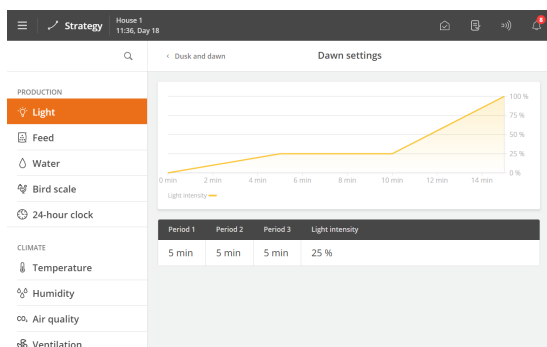 Strategy
House 1
11:36, Day 18
8
Dusk and dawn
Dawn settings
PRODUCTION
Light
Feed
Water
Bird scale
24-hour clock
CLIMATE
Temperature
Humidity
CO₂ Air quality
Ventilation
100 %
75 %
50 %
25 %
0 %
0 min 2 min 4 min 6 min 8 min 10 min 12 min 14 min
Light intensity
Period 1 Period 2 Period 3 Light intensity
5 min 5 min 5 min 25 %